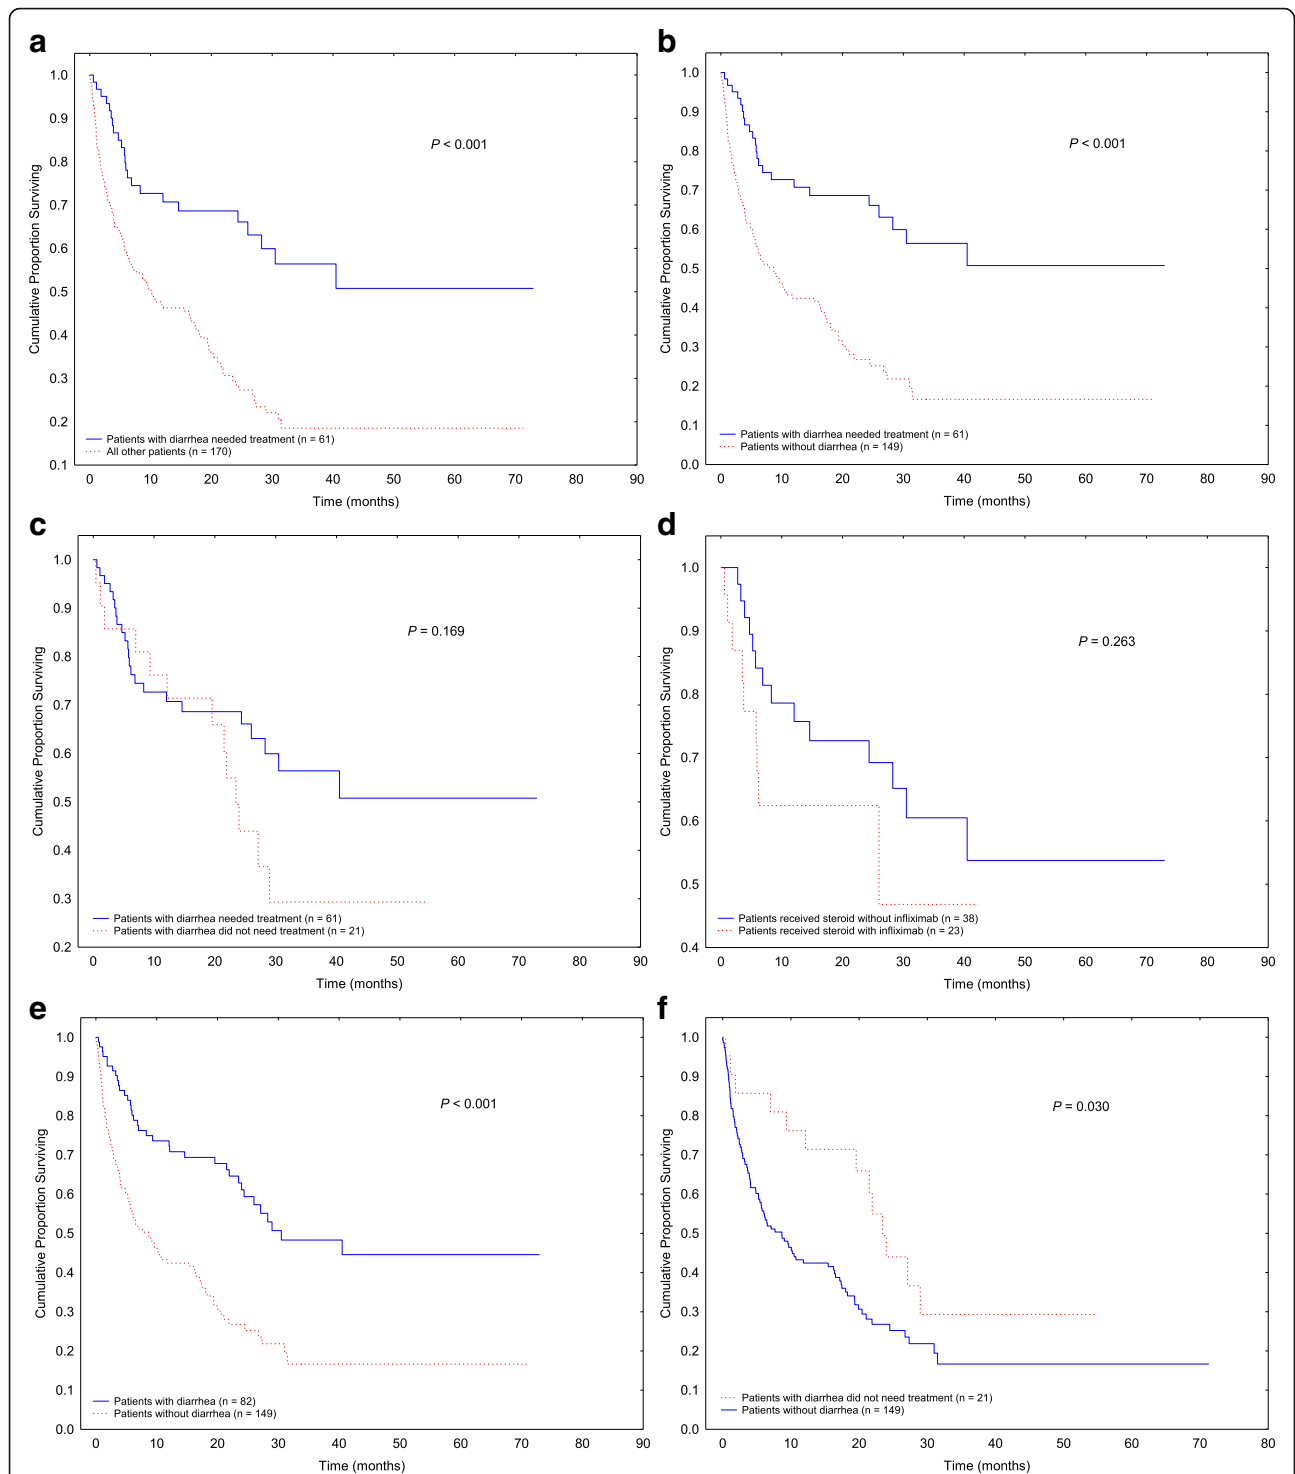 a
1.0
0.9
0.8
0.7
0.6
0.5
0.4
0.3
0.2
0.1
Cumulative Proportion Surviving
P < 0.001
Patients with diarrhea needed treatment (n = 61)
All other patients (n = 170)
0 10 20 30 40 50 60 70 80 90
Time (months)
b
1.0
0.9
0.8
0.7
0.6
0.5
0.4
0.3
0.2
0.1
0.0
Cumulative Proportion Surviving
P < 0.001
Patients with diarrhea needed treatment (n = 61)
Patients without diarrhea (n = 149)
0 10 20 30 40 50 60 70 80 90
Time (months)
c
1.0
0.9
0.8
0.7
0.6
0.5
0.4
0.3
0.2
Cumulative Proportion Surviving
P = 0.169
Patients with diarrhea needed treatment (n = 61)
Patients with diarrhea did not need treatment (n = 21)
0 10 20 30 40 50 60 70 80 90
Time (months)
d
1.0
0.9
0.8
0.7
0.6
0.5
0.4
Cumulative Proportion Surviving
P = 0.263
Patients received steroid without infliximab (n = 38)
Patients received steroid with infliximab (n = 23)
0 10 20 30 40 50 60 70 80 90
Time (months)
e
1.0
0.9
0.8
0.7
0.6
0.5
0.4
0.3
0.2
0.1
0.0
Cumulative Proportion Surviving
P < 0.001
Patients with diarrhea (n = 82)
Patients without diarrhea (n = 149)
0 10 20 30 40 50 60 70 80 90
Time (months)
f
1.0
0.9
0.8
0.7
0.6
0.5
0.4
0.3
0.2
0.1
0.0
Cumulative Proportion Surviving
P = 0.030
Patients with diarrhea did not need treatment (n = 21)
Patients without diarrhea (n = 149)
0 10 20 30 40 50 60 70 80
Time (months)